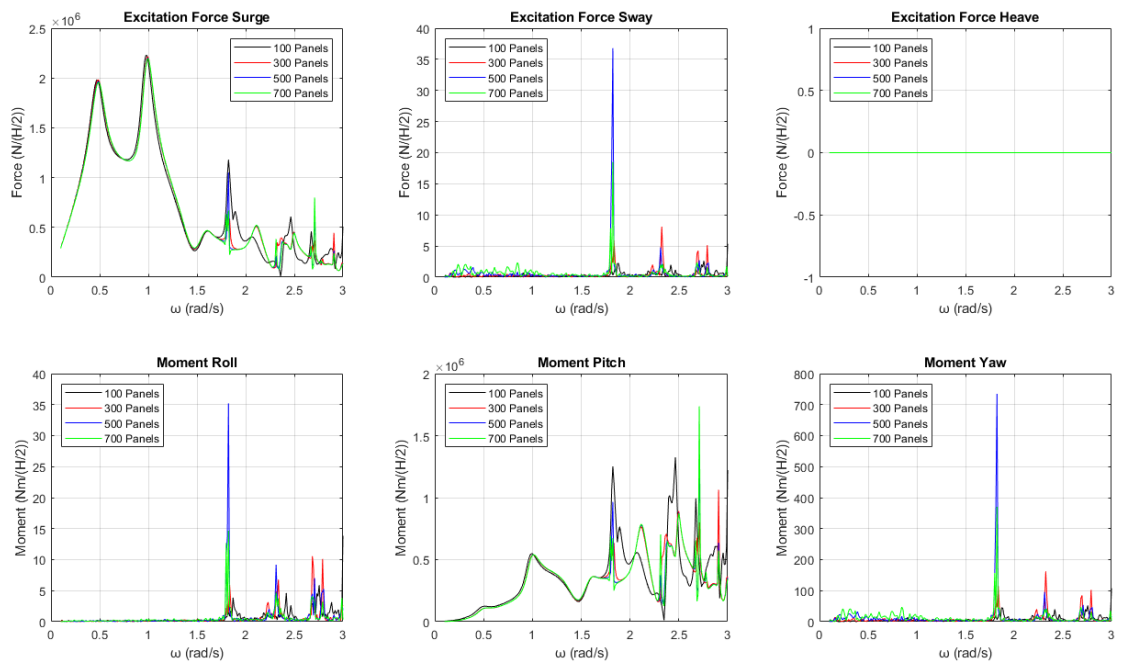 Excitation Force Surge
×10⁶
2.5
2
1.5
1
0.5
0
Force (N/(H/2))
0 0.5 1 1.5 2 2.5 3
ω (rad/s)
100 Panels
300 Panels
500 Panels
700 Panels
Excitation Force Sway
40
35
30
25
20
15
10
5
0
Force (N/(H/2))
0.5 1 1.5 2 2.5 3
ω (rad/s)
100 Panels
300 Panels
500 Panels
700 Panels
Excitation Force Heave
1
0.5
0
-0.5
-1
Force (N/(H/2))
0 0.5 1 1.5 2 2.5 3
ω (rad/s)
100 Panels
300 Panels
500 Panels
700 Panels
Moment Roll
40
35
30
25
20
15
10
5
0
Moment (Nm/(H/2))
0 0.5 1 1.5 2 2.5 3
ω (rad/s)
100 Panels
300 Panels
500 Panels
700 Panels
Moment Pitch
×10⁶
2
1.5
1
0.5
0
Moment (Nm/(H/2))
0 0.5 1 1.5 2 2.5 3
ω (rad/s)
100 Panels
300 Panels
500 Panels
700 Panels
Moment Yaw
800
700
600
500
400
300
200
100
0
Moment (Nm/(H/2))
0 0.5 1 1.5 2 2.5 3
ω (rad/s)
100 Panels
300 Panels
500 Panels
700 Panels